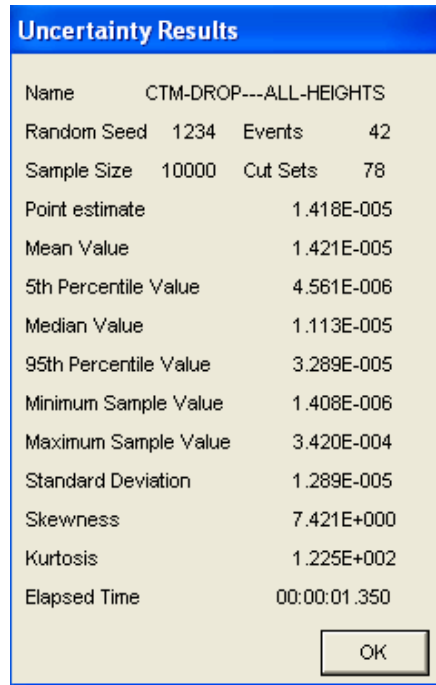 Uncertainty Results
Name CTM-DROP---ALL-HEIGHTS
Random Seed 1234 Events 42
Sample Size 10000 Cut Sets 78
Point estimate 1.418E-005
Mean Value 1.421E-005
5th Percentile Value 4.561E-006
Median Value 1.113E-005
95th Percentile Value 3.289E-005
Minimum Sample Value 1.408E-006
Maximum Sample Value 3.420E-004
Standard Deviation 1.289E-005
Skewness 7.421E+000
Kurtosis 1.225E+002
Elapsed Time 00:00:01.350
OK